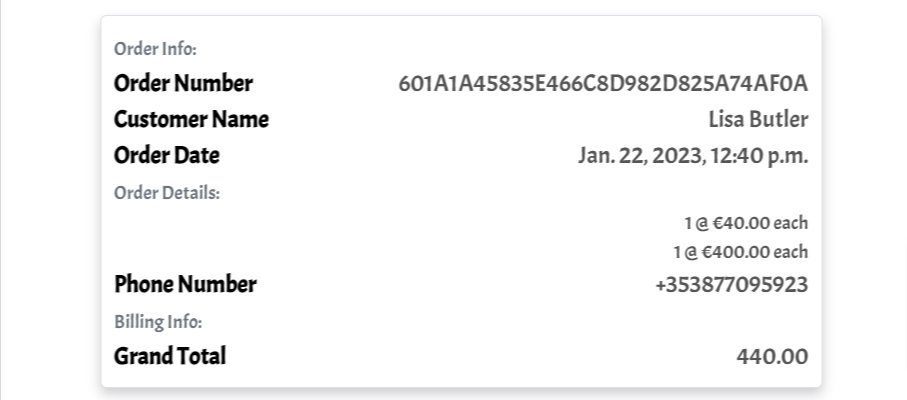 Order Info:
Order Number 601A1A45835E466C8D982D825A74AF0A
Customer Name Lisa Butler
Order Date Jan. 22, 2023, 12:40 p.m.
Order Details:
1 @ €40.00 each
1 @ €400.00 each
Phone Number +353877095923
Billing Info:
Grand Total 440.00